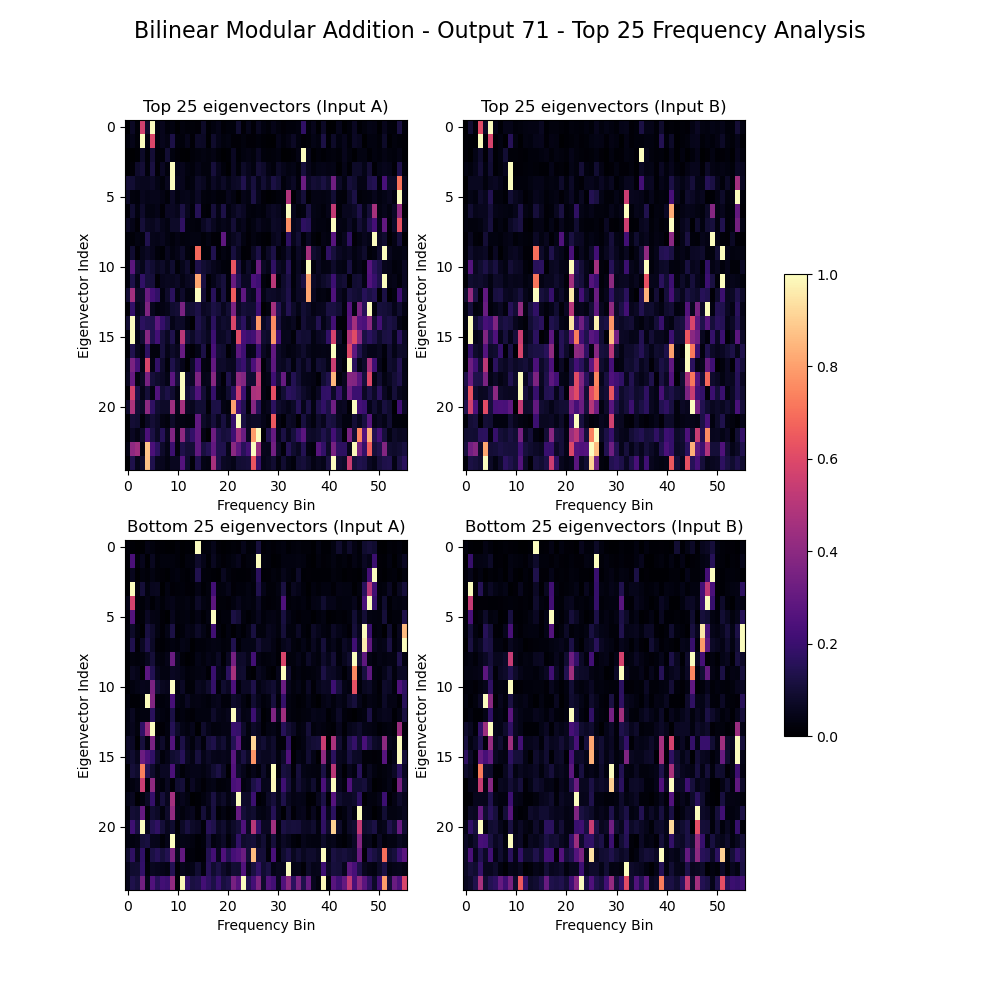 Bilinear Modular Addition - Output 71 - Top 25 Frequency Analysis
Top 25 eigenvectors (Input A)
Top 25 eigenvectors (Input B)
Eigenvector Index
0
5
10
15
20
0 10 20 30 40 50
Frequency Bin
Eigenvector Index
0
5
10
15
20
0 10 20 30 40 50
Frequency Bin
Bottom 25 eigenvectors (Input A)
Bottom 25 eigenvectors (Input B)
Eigenvector Index
0
5
10
15
20
0 10 20 30 40 50
Frequency Bin
Eigenvector Index
0
5
10
15
20
0 10 20 30 40 50
Frequency Bin
1.0
0.8
0.6
0.4
0.2
0.0